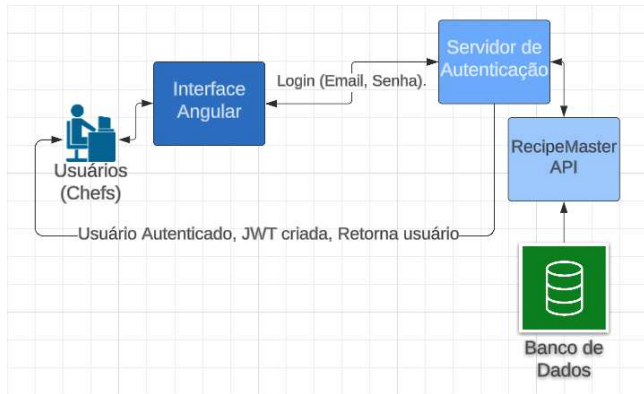 Servidor de
Autenticação
Login (Email, Senha).
Interface
Angular
RecipeMaster
API
Usuários
(Chefs)
Usuário Autenticado, JWT criada, Retorna usuário
Banco de
Dados